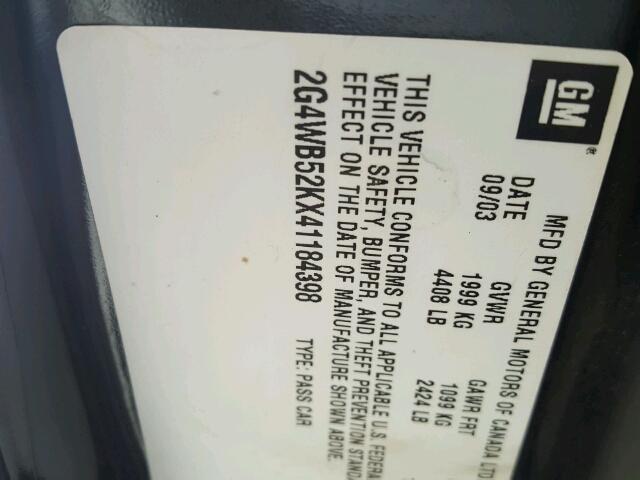 GM
MFD BY GENERAL MOTORS OF CANADA LTD
DATE GVWR GAWR FRT
09/03 1999 KG 1099 KG
4408 LB 2424 LB
THIS VEHICLE CONFORMS TO ALL APPLICABLE U.S. FEDERA
VEHICLE SAFETY, BUMPER, AND THEFT PREVENTION STAND
EFFECT ON THE DATE OF MANUFACTURE SHOWN ABOVE.
2G4WB52KX41184398 TYPE: PASS CAR